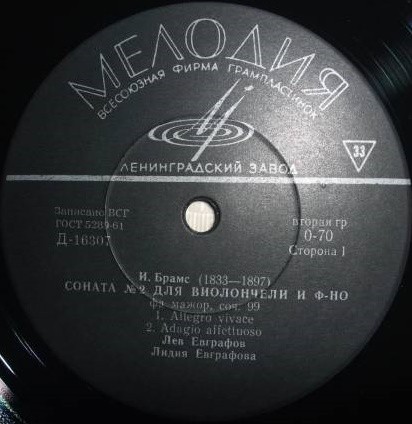 МЕЛОДИЯ
ВСЕСОЮЗНАЯ ФИРМА ГРАМПЛАСТИНОК
ЛЕНИНГРАДСКИЙ ЗАВОД
33
Записано ВСГ
ГОСТ 5289-61
Д-16307
вторая гр
0-70
Сторона 1
И. Брамс (1833—1897)
СОНАТА №2 ДЛЯ ВИОЛОНЧЕЛИ И Ф-НО
фа мажор, соч. 99
1. Allegro vivace
2. Adagio affettuoso
Лев Евграфов
Лидия Евграфова